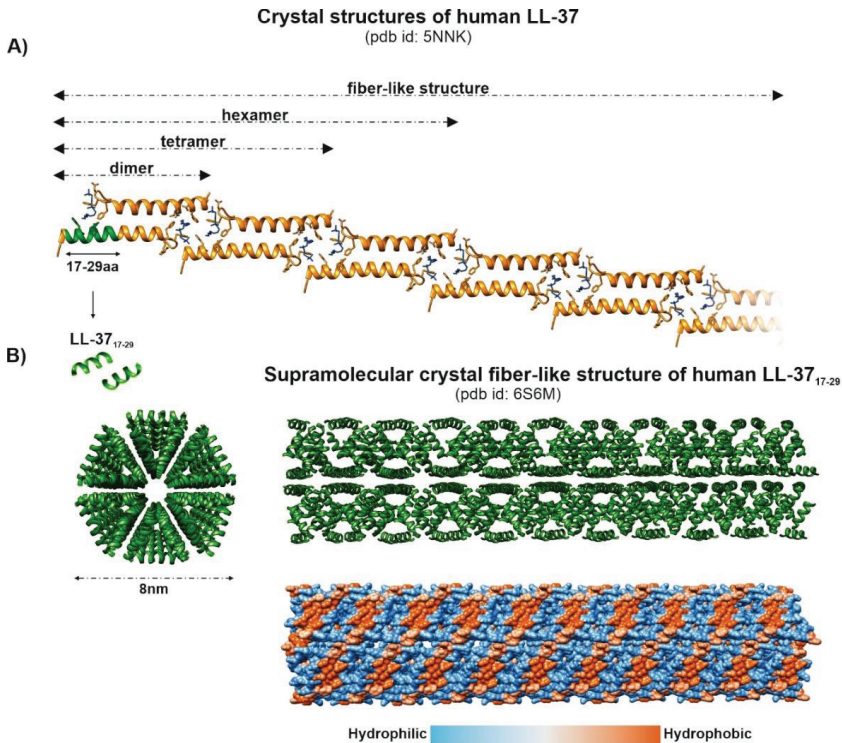 Crystal structures of human LL-37
(pdb id: 5NNK)
A)
fiber-like structure
hexamer
tetramer
dimer
17-29aa
LL-37₁₇₋₂₉
B)
Supramolecular crystal fiber-like structure of human LL-37₁₇₋₂₉
(pdb id: 6S6M)
8nm
Hydrophilic
Hydrophobic